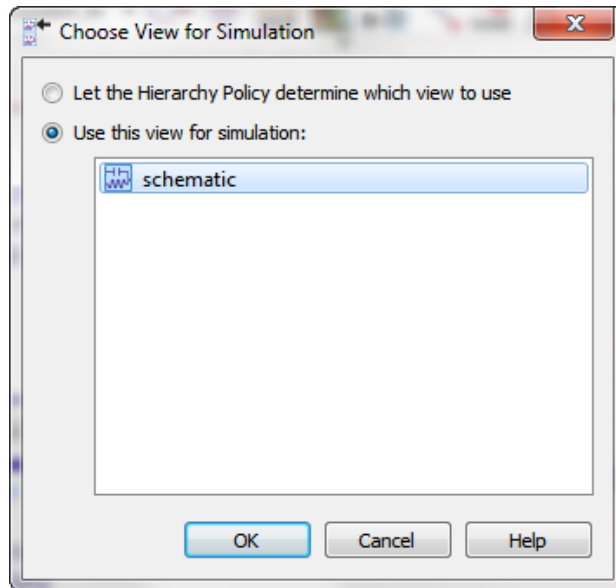 Choose View for Simulation
Let the Hierarchy Policy determine which view to use
Use this view for simulation:
schematic
OK Cancel Help